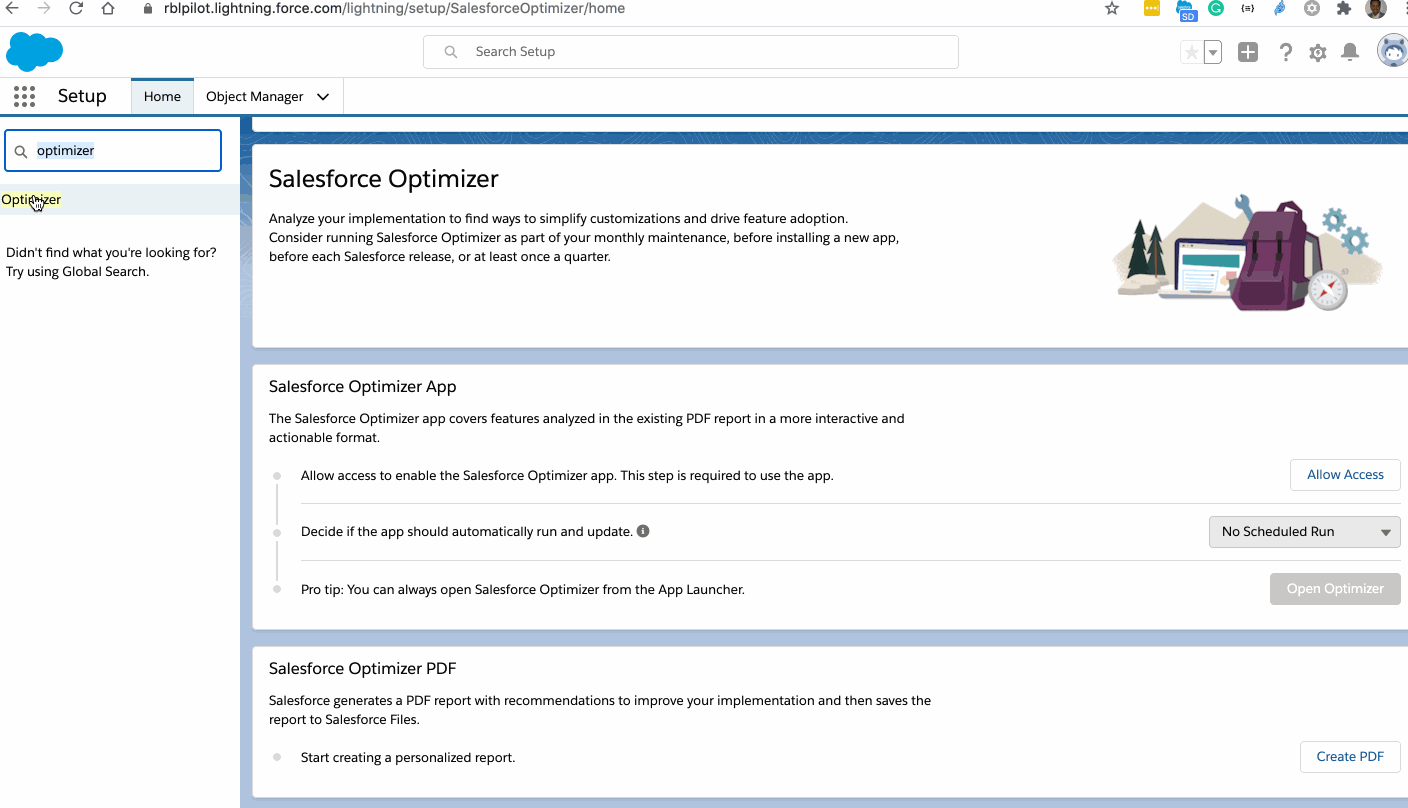 rblpilot.lightning.force.com/lightning/setup/SalesforceOptimizer/home
SD
Search Setup
Setup
Home
Object Manager
optimizer
Optimizer
Didn't find what you're looking for?
Try using Global Search.
Salesforce Optimizer
Analyze your implementation to find ways to simplify customizations and drive feature adoption.
Consider running Salesforce Optimizer as part of your monthly maintenance, before installing a new app,
before each Salesforce release, or at least once a quarter.
Salesforce Optimizer App
The Salesforce Optimizer app covers features analyzed in the existing PDF report in a more interactive and
actionable format.
Allow access to enable the Salesforce Optimizer app. This step is required to use the app.
Allow Access
Decide if the app should automatically run and update.
No Scheduled Run
Pro tip: You can always open Salesforce Optimizer from the App Launcher.
Open Optimizer
Salesforce Optimizer PDF
Salesforce generates a PDF report with recommendations to improve your implementation and then saves the
report to Salesforce Files.
Start creating a personalized report.
Create PDF